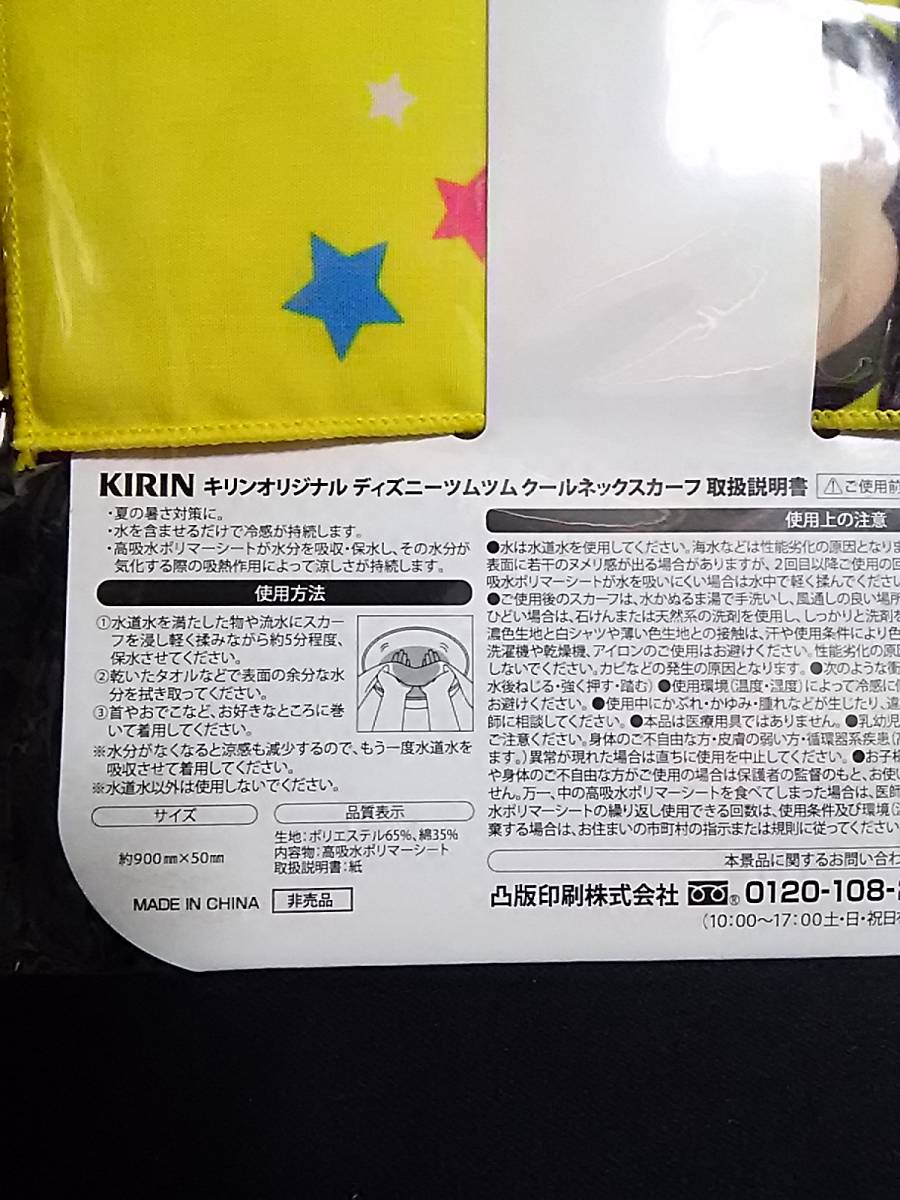 KIRIN キリンオリジナル ディズニーツムツム クールネックスカーフ 取扱説明書 ⚠ご使用前
・夏の暑さ対策に。
・水を含ませるだけで冷感が持続します。
・高吸水ポリマーシートが水分を吸収・保水し、その水分が
気化する際の吸熱作用によって涼しさが持続します。
使用方法
①水道水を満たした物や流水にスカー
フを浸し軽く揉みながら約5分程度、
保水させてください。
②乾いたタオルなどで表面の余分な水
分を拭き取ってください。
③首やおでこなど、お好きなところに巻
いて着用してください。
※水分がなくなると涼感も減少するので、もう一度水道水を
吸収させて着用してください。
※水道水以外は使用しないでください。
サイズ
約900㎜×50㎜
品質表示
生地:ポリエステル65%、綿35%
内容物:高吸水ポリマーシート
取扱説明書:紙
MADE IN CHINA 非売品
使用上の注意
●水は水道水を使用してください。海水などは性能劣化の原因となりま
表面に若干のヌメリ感が出る場合がありますが、2回目以降ご使用の
吸水ポリマーシートが水を吸いにくい場合は水中で軽く揉んでください
●ご使用後のスカーフは、水かぬるま湯で手洗いし、風通しの良い場所
ひどい場合は、石けんまたは天然系の洗剤を使用し、しっかりと洗剤を
濃色生地と白シャツや薄い色生地との接触は、汗や使用条件により色
洗濯機や乾燥機、アイロンのご使用はお避けください。性能劣化の原
しないでください。カビなどの発生の原因となります。●次のような衝
水後ねじる・強く押す・踏む)●使用環境(温度・湿度)によって冷感に
お避けください。●使用中にかぶれ・かゆみ・腫れなどが生じたり、違
師に相談してください。●本品は医療用具ではありません。●乳幼児
ご注意ください。身体のご不自由な方・皮膚の弱い方・循環器系疾患(
ます。)異常が現れた場合は直ちに使用を中止してください。●お子様
や身体のご不自由な方がご使用の場合は保護者の監督のもと、お使い
せん。万一、中の高吸水ポリマーシートを食べてしまった場合は、医師
水ポリマーシートの繰り返し使用できる回数は、使用条件及び環境(
棄する場合は、お住まいの市町村の指示または規則に従ってください
本景品に関するお問い合わ
凸版印刷株式会社 ® 0120-108-
(10:00～17:00土・日・祝日